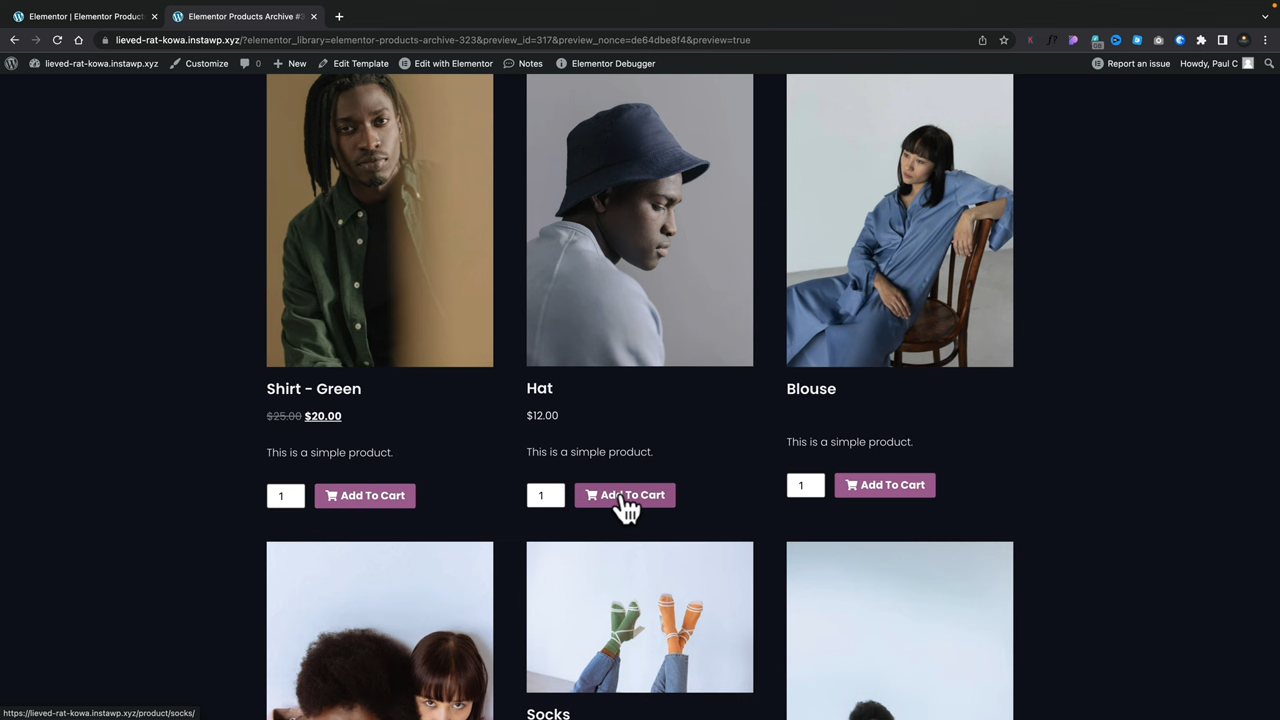 Elementor | Elementor Product
Elementor Products Archive #3
lieved-rat-kowa.instawp.xyz/?elementor_library=elementor-products-archive-323&preview_id=317&preview_nonce=de64dbe8f4&preview=true
lieved-rat-kowa.instawp.xyz
Customize
0
New
Edit Template
Edit with Elementor
Notes
Elementor Debugger
Report an issue
Howdy, Paul C
Shirt - Green
$25.00 $20.00
This is a simple product.
1
Add To Cart
Hat
$12.00
This is a simple product.
1
Add To Cart
Blouse
This is a simple product.
1
Add To Cart
Socks
https://lieved-rat-kowa.instawp.xyz/product/socks/